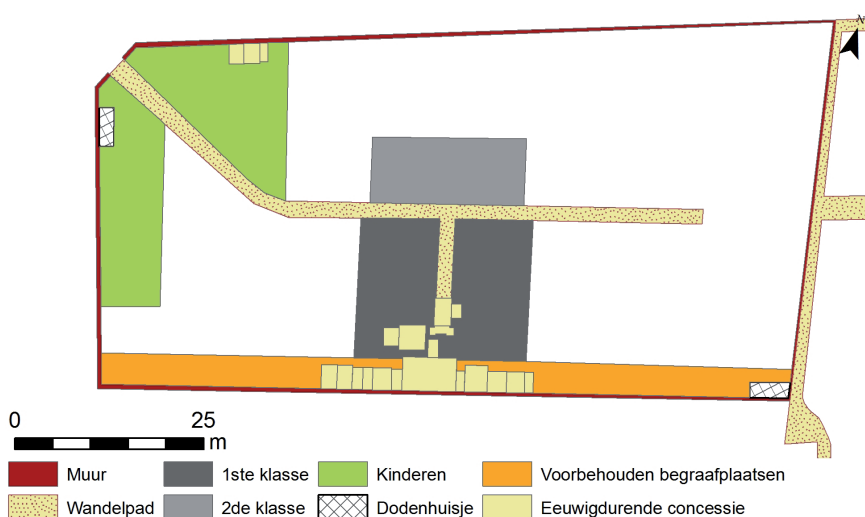 N
0 25
m
Muur 1ste klasse Kinderen Voorbehouden begraafplaatsen
Wandelpad 2de klasse Dodenhuisje Eeuwigdurende concessie